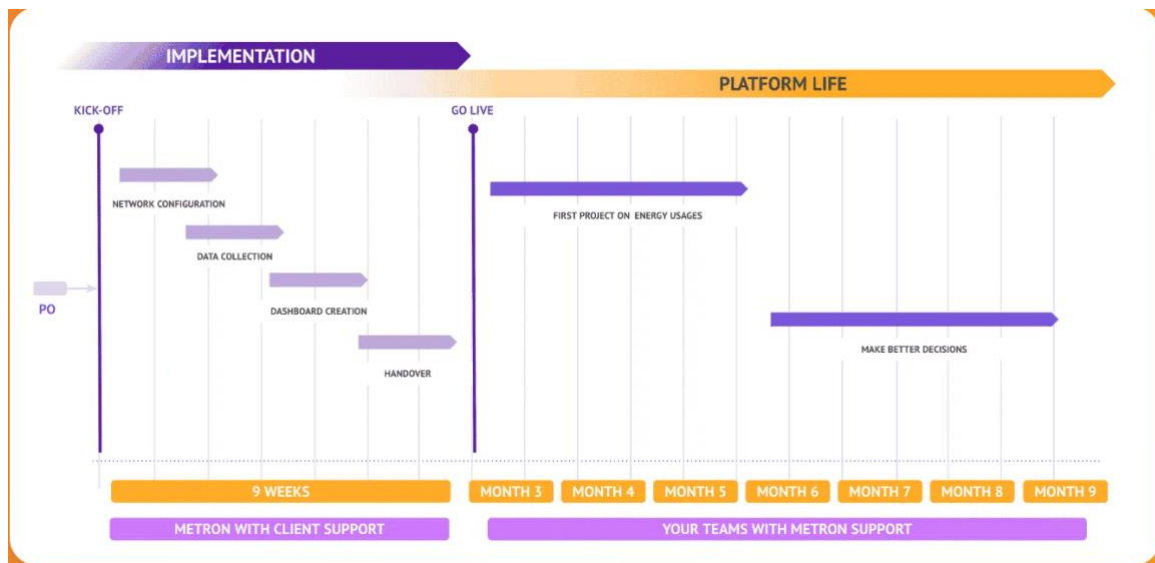 IMPLEMENTATION
PLATFORM LIFE
KICK-OFF
GO LIVE
NETWORK CONFIGURATION
FIRST PROJECT ON ENERGY USAGES
DATA COLLECTION
PO
DASHBOARD CREATION
MAKE BETTER DECISIONS
HANDOVER
9 WEEKS
MONTH 3
MONTH 4
MONTH 5
MONTH 6
MONTH 7
MONTH 8
MONTH 9
METRON WITH CLIENT SUPPORT
YOUR TEAMS WITH METRON SUPPORT